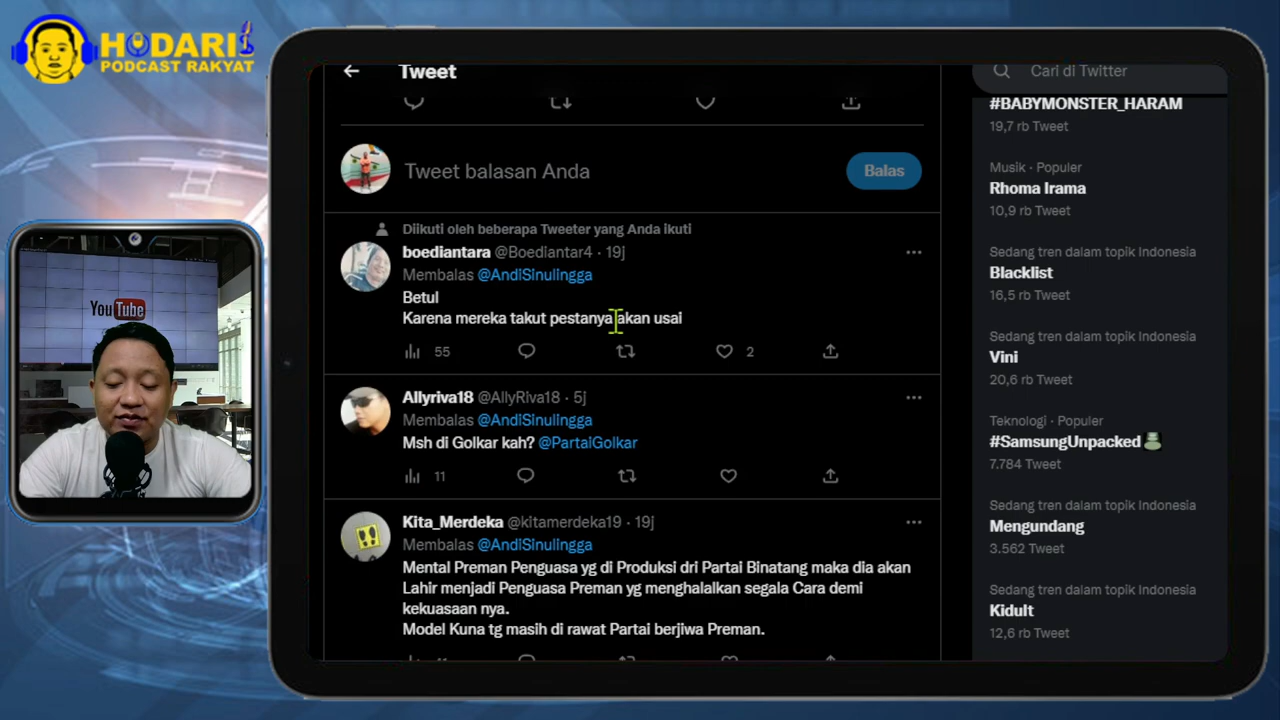 HODARI
PODCAST RAKYAT
YouTube
Tweet
Tweet balasan Anda
Balas
Diikuti oleh beberapa Tweeter yang Anda ikuti
boediantara @Boediantar4 · 19j
Membalas @AndiSinulingga
Betul
Karena mereka takut pestanya akan usai
55
2
Allyriva18 @AllyRiva18 · 5j
Membalas @AndiSinulingga
Msh di Golkar kah? @PartaiGolkar
11
Kita_Merdeka @kitamerdeka19 · 19j
Membalas @AndiSinulingga
Mental Preman Penguasa yg di Produksi dri Partai Binatang maka dia akan
Lahir menjadi Penguasa Preman yg menghalalkan segala Cara demi
kekuasaan nya.
Model Kuna tg masih di rawat Partai berjiwa Preman.
Cari di Twitter
#BABYMONSTER_HARAM
19,7 rb Tweet
Musik · Populer
Rhoma Irama
10,9 rb Tweet
Sedang tren dalam topik Indonesia
Blacklist
16,5 rb Tweet
Sedang tren dalam topik Indonesia
Vini
20,6 rb Tweet
Teknologi · Populer
#SamsungUnpacked
7.784 Tweet
Sedang tren dalam topik Indonesia
Mengundang
3.562 Tweet
Sedang tren dalam topik Indonesia
Kidult
12,6 rb Tweet